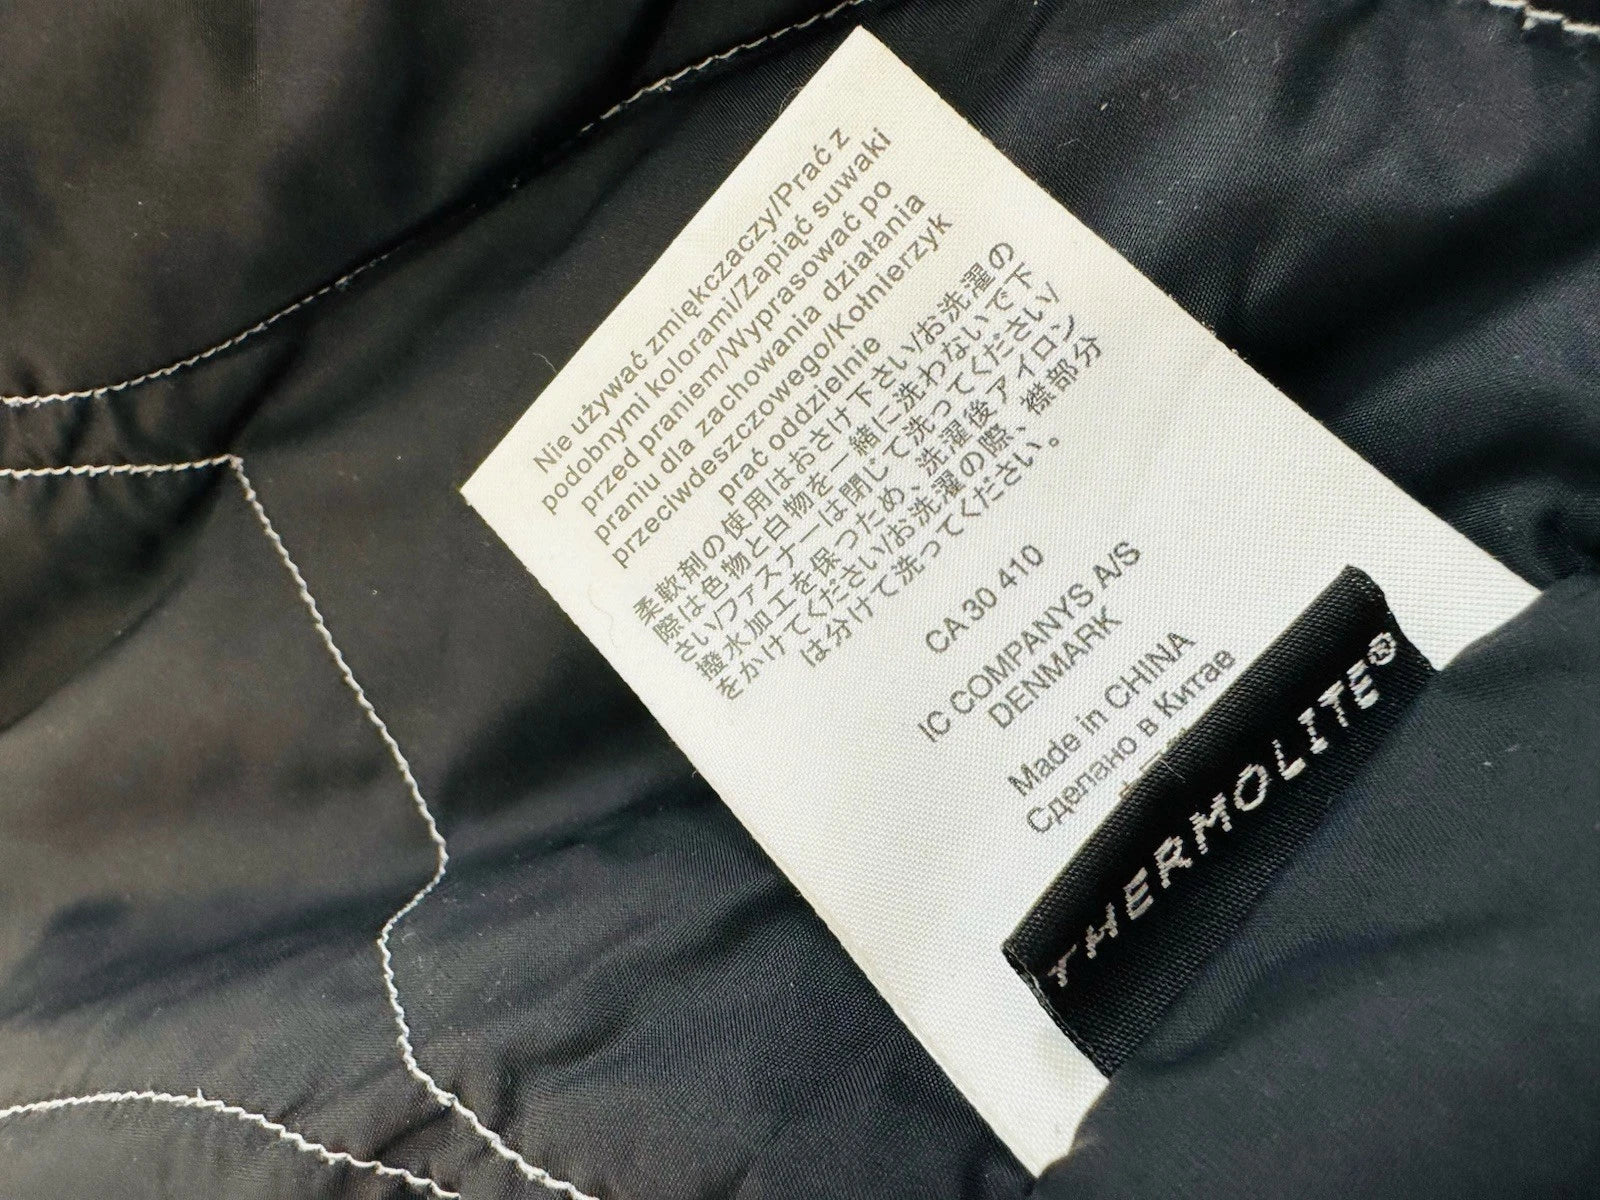 Nie używać zmiękczaczy/Prać z
podobnymi kolorami/Zapiąć suwaki
przed praniem/Wyprasować po
praniu dla zachowania działania
przeciwdeszczowego/Kołnierzyk
prać oddzielnie
柔軟剤の使用はおさけ下さい/お洗濯の
際は色物と白物を一緒に洗わないで下
さい/ファスナーは閉じて洗ってください/
撥水加工を保つため、洗濯後アイロン
をかけてください/お洗濯の際、襟部分
は分けて洗ってください。
CA 30 410
IC COMPANYS A/S
DENMARK
Made in CHINA
Сделано в Китае
THERMOLITE®